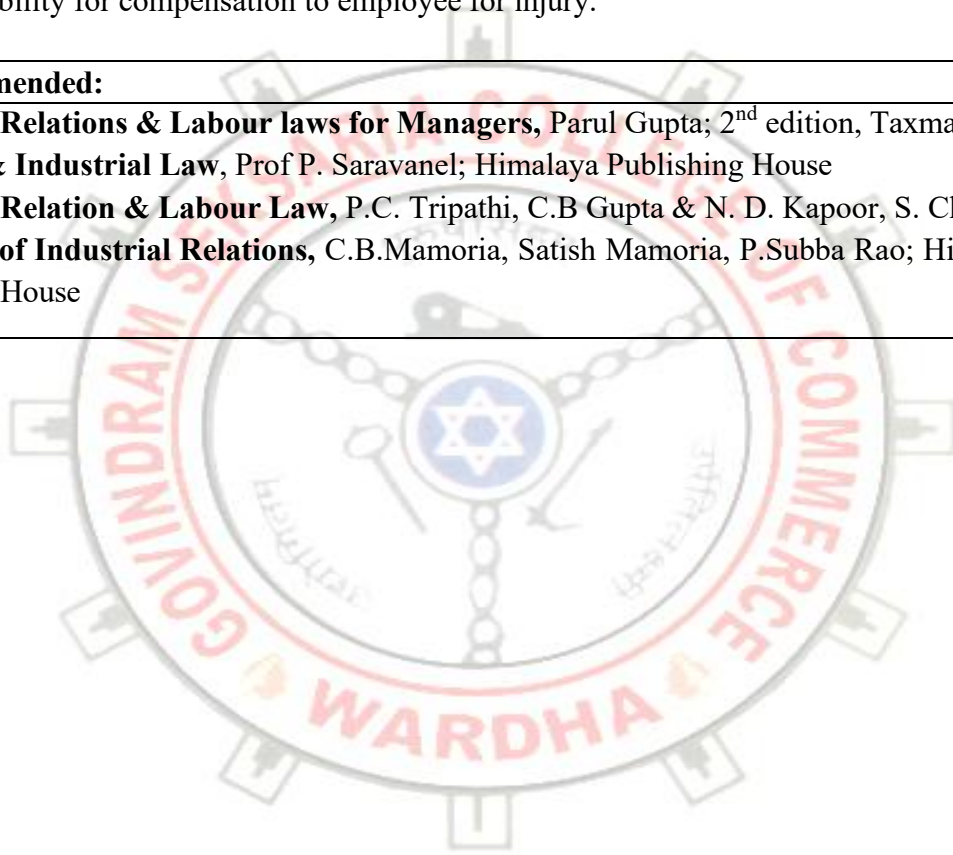 bility for compensation to employee for injury.
mended:
Relations & Labour laws for Managers, Parul Gupta; 2nd edition, Taxma
& Industrial Law, Prof P. Saravanel; Himalaya Publishing House
Relation & Labour Law, P.C. Tripathi, C.B Gupta & N. D. Kapoor, S. Cl
of Industrial Relations, C.B.Mamoria, Satish Mamoria, P.Subba Rao; Hi
House
GOVINDRAM SEKSARIA COLLEGE OF COMMERCE
WARDHA